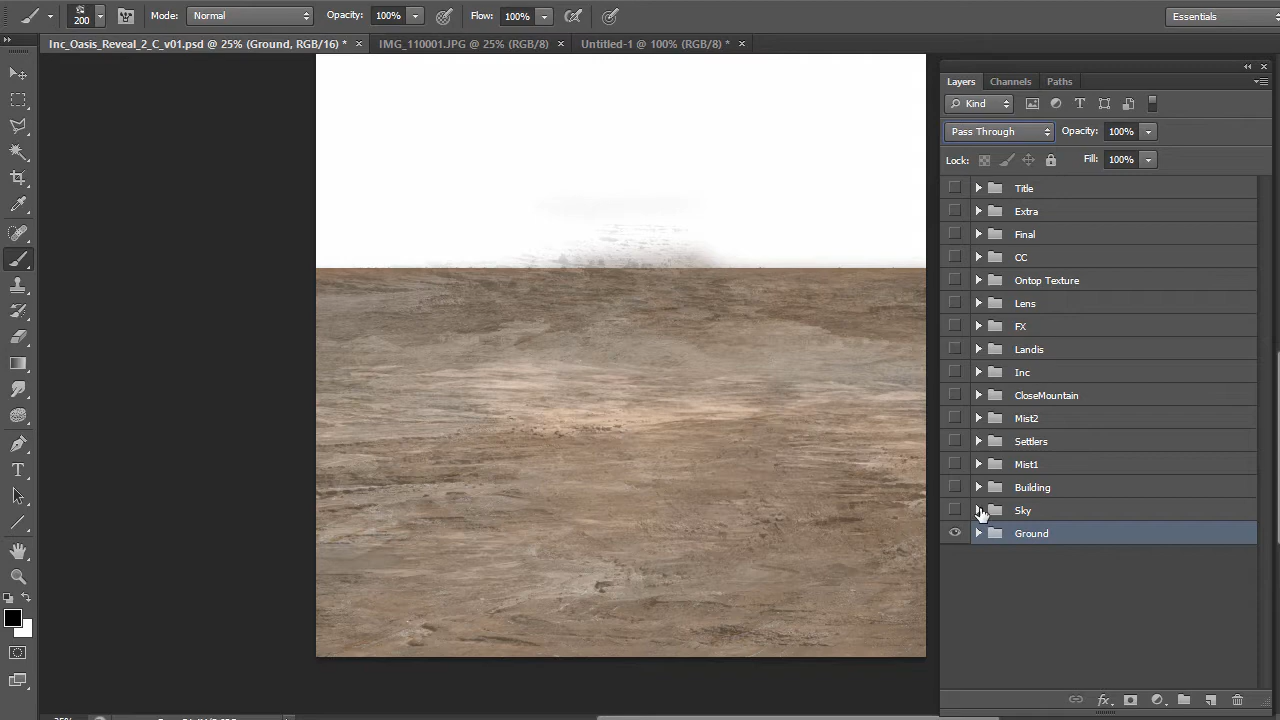 200 Mode: Normal Opacity: 100% Flow: 100% Essentials
Inc_Oasis_Reveal_2_C_v01.psd @ 25% (Ground, RGB/16) * × IMG_110001.JPG @ 25% (RGB/8) × Untitled-1 @ 100% (RGB/8) * ×
Layers Channels Paths
Kind
Pass Through Opacity: 100%
Lock: Fill: 100%
Title
Extra
Final
CC
Ontop Texture
Lens
FX
Landis
Inc
CloseMountain
Mist2
Settlers
Mist1
Building
Sky
Ground